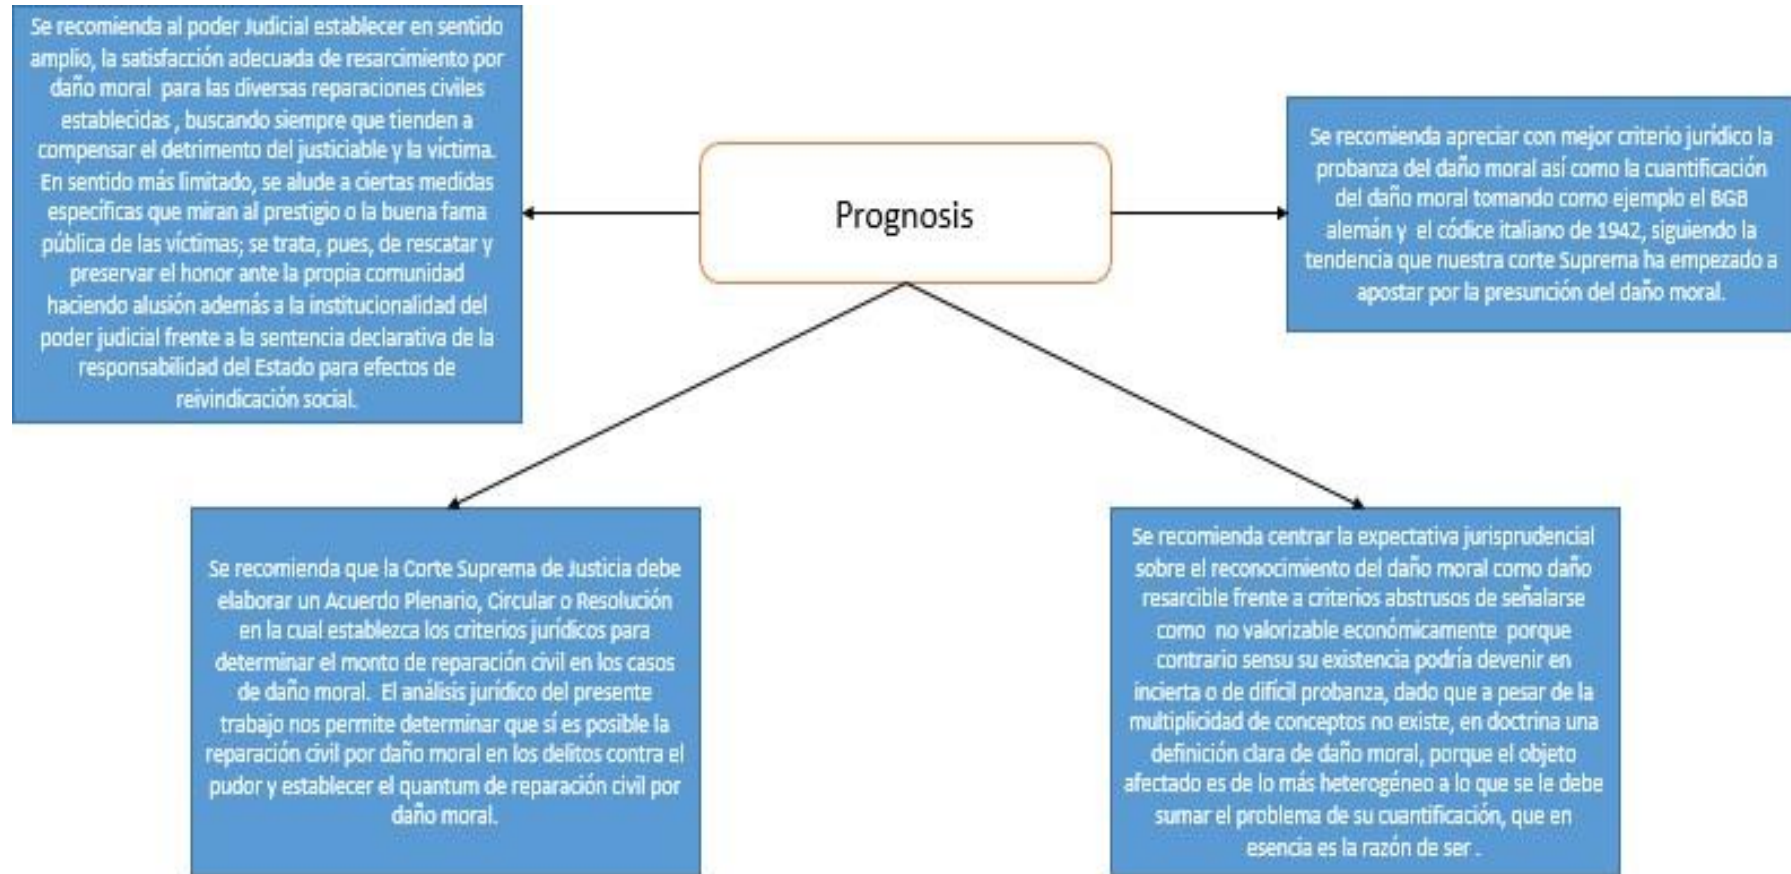 Se recomienda al poder Judicial establecer en sentido
amplio, la satisfacción adecuada de resarcimiento por
daño moral para las diversas reparaciones civiles
establecidas , buscando siempre que tienden a
compensar el detrimento del justiciable y la víctima.
En sentido más limitado, se alude a ciertas medidas
específicas que miran al prestigio o la buena fama
pública de las víctimas; se trata, pues, de rescatar y
preservar el honor ante la propia comunidad
haciendo alusión además a la institucionalidad del
poder judicial frente a la sentencia declarativa de la
responsabilidad del Estado para efectos de
reivindicación social.
Prognosis
Se recomienda apreciar con mejor criterio jurídico la
probanza del daño moral así como la cuantificación
del daño moral tomando como ejemplo el BGB
alemán y el códice italiano de 1942, siguiendo la
tendencia que nuestra corte Suprema ha empezado a
apostar por la presunción del daño moral.
Se recomienda que la Corte Suprema de Justicia debe
elaborar un Acuerdo Plenario, Circular o Resolución
en la cual establezca los criterios jurídicos para
determinar el monto de reparación civil en los casos
de daño moral. El análisis jurídico del presente
trabajo nos permite determinar que sí es posible la
reparación civil por daño moral en los delitos contra el
pudor y establecer el quantum de reparación civil por
daño moral.
Se recomienda centrar la expectativa jurisprudencial
sobre el reconocimiento del daño moral como daño
resarcible frente a criterios abstrusos de señalarse
como no valorizable económicamente porque
contrario sensu su existencia podría devenir en
incierta o de difícil probanza, dado que a pesar de la
multiplicidad de conceptos no existe, en doctrina una
definición clara de daño moral, porque el objeto
afectado es de lo más heterogéneo a lo que se le debe
sumar el problema de su cuantificación, que en
esencia es la razón de ser .